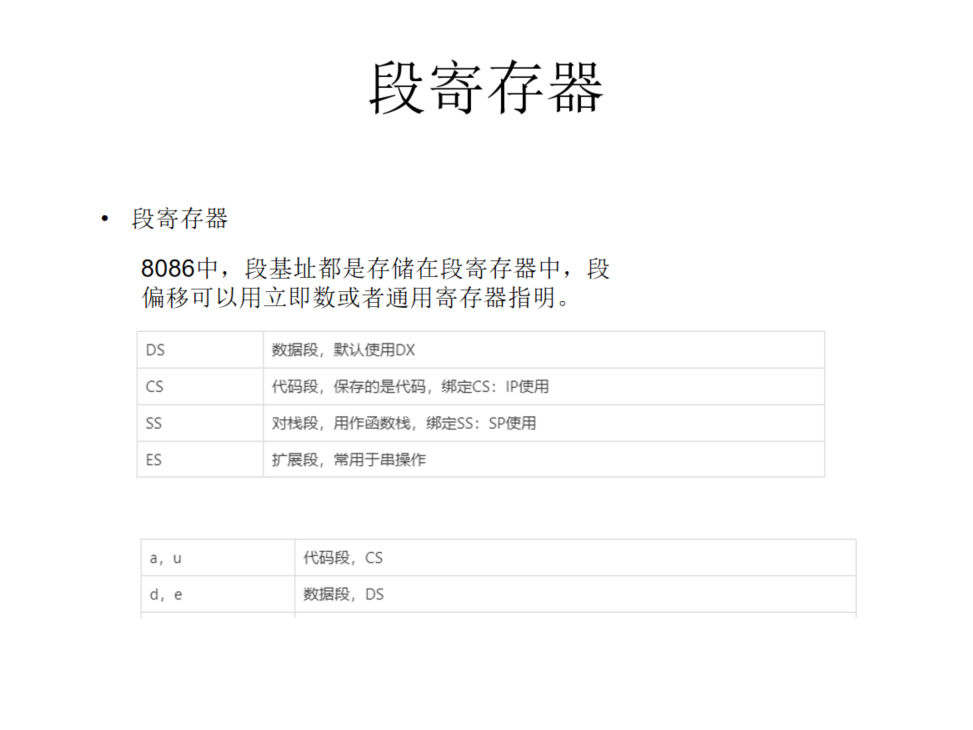 段寄存器
• 段寄存器
8086中，段基址都是存储在段寄存器中，段
偏移可以用立即数或者通用寄存器指明。
DS 数据段，默认使用DX
CS 代码段，保存的是代码，绑定CS：IP使用
SS 对栈段，用作函数栈，绑定SS：SP使用
ES 扩展段，常用于串操作
a，u 代码段，CS
d，e 数据段，DS